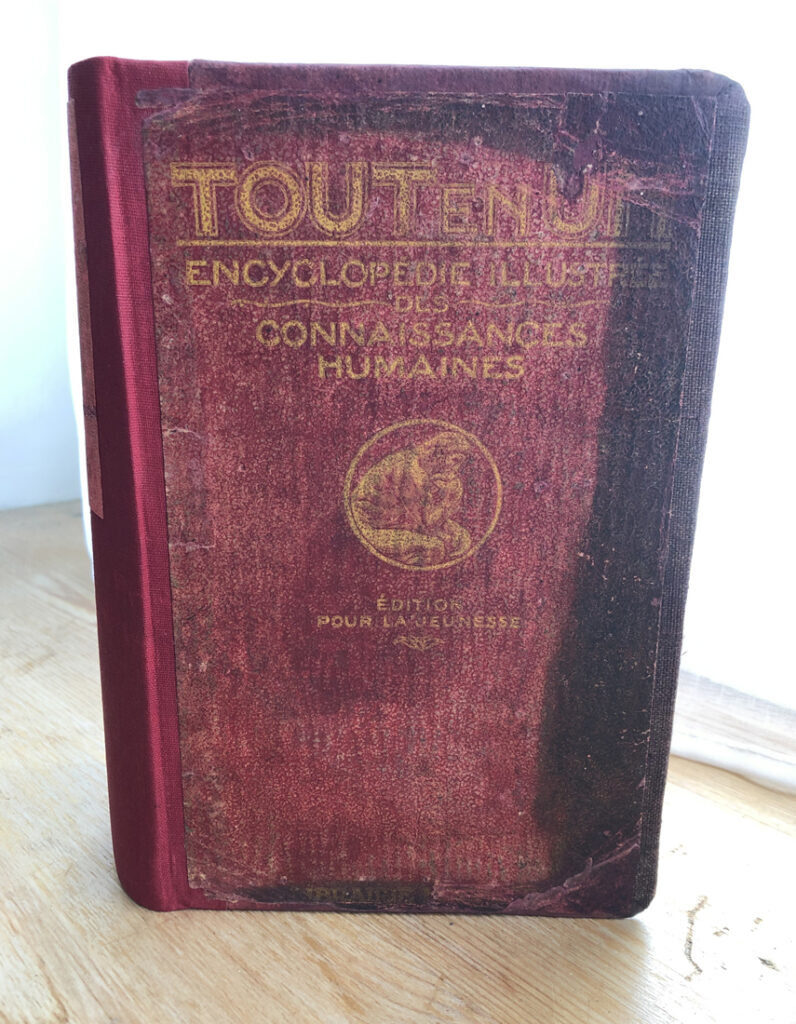 TOUT EN UN
ENCYCLOPÉDIE ILLUSTRÉE
DES
CONNAISSANCES
HUMAINES
ÉDITION
POUR LA JEUNESSE